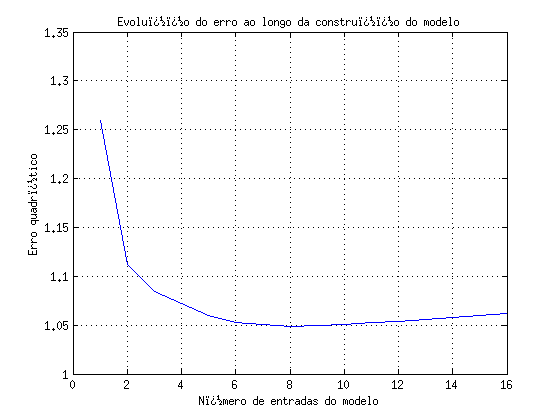 Evoluï¿½ï¿½o do erro ao longo da construï¿½ï¿½o do modelo
1.35
1.3
1.25
1.2
1.15
1.1
1.05
1
Erro quadrï¿½tico
0 2 4 6 8 10 12 14 16
Nï¿½mero de entradas do modelo